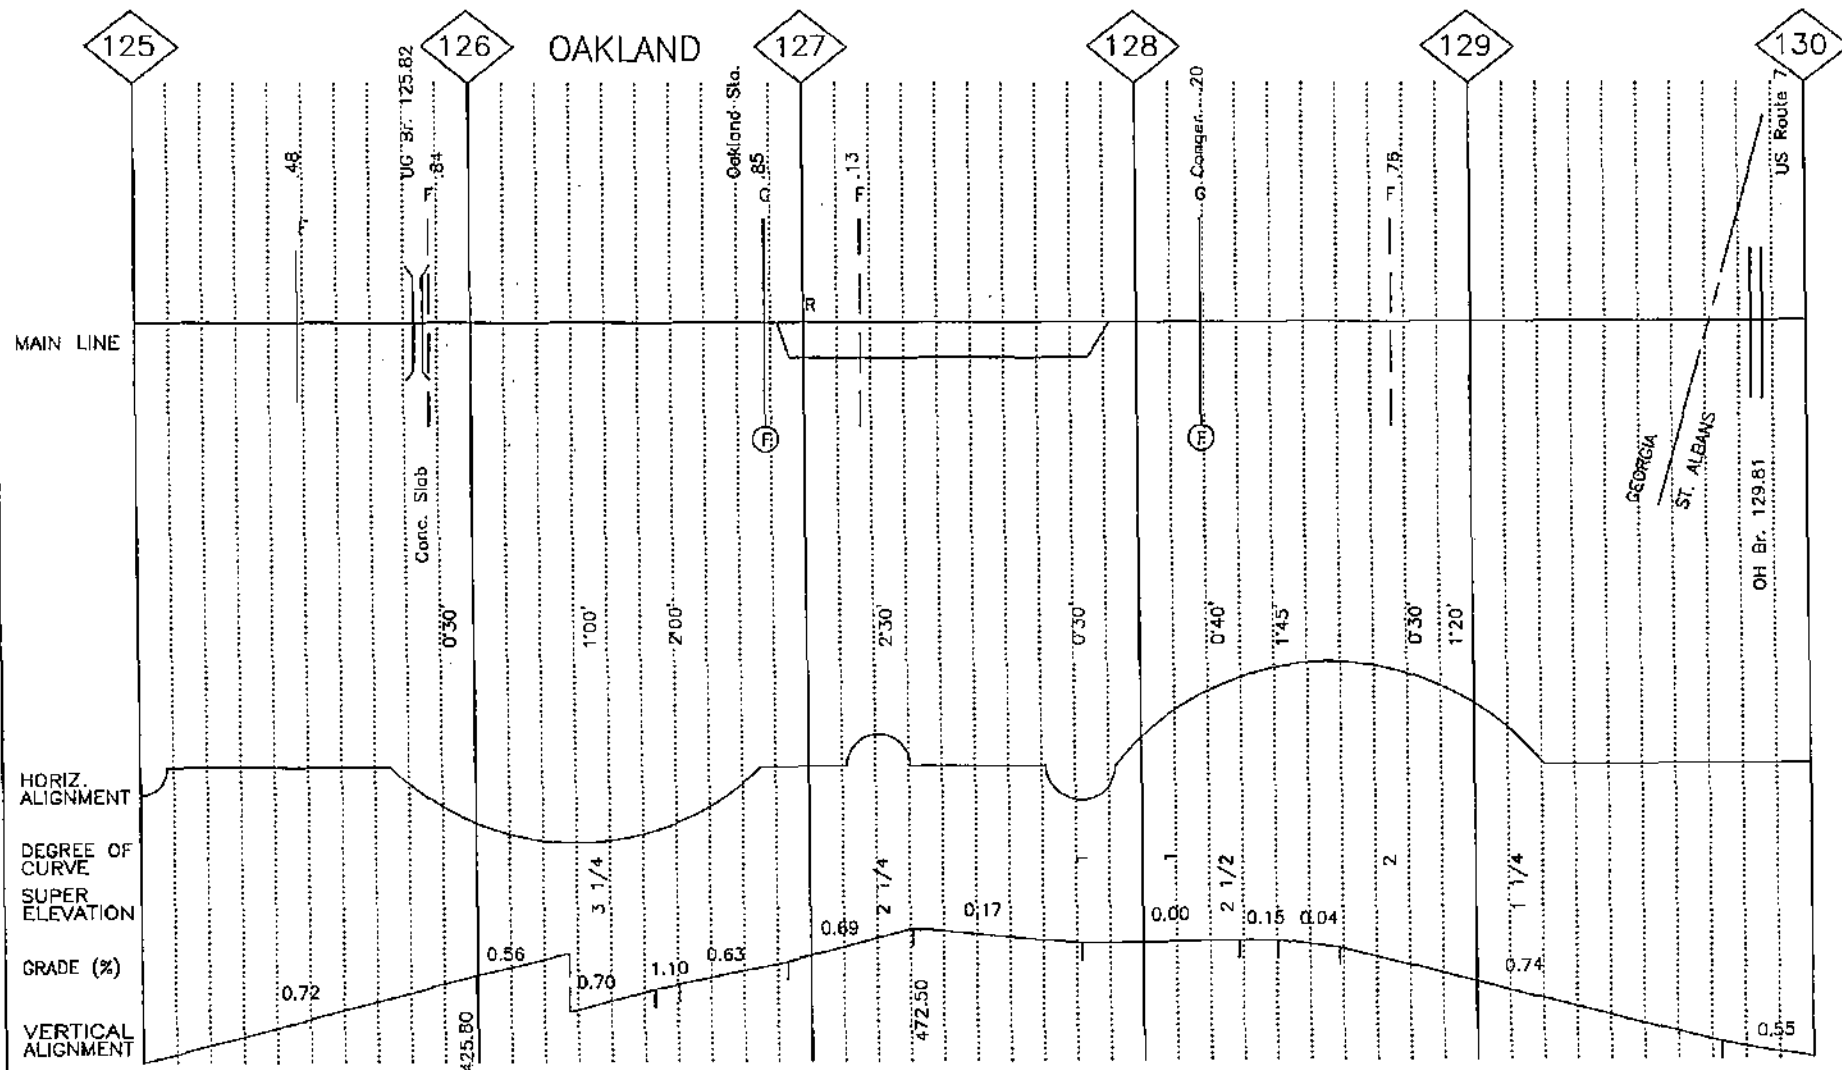 125
126
OAKLAND
127
128
129
130
.48
F
UG Br. 125.82
F .84
Oakland Sta.
Q .85
F .13
Q Conger .20
F .76
US Route 7
R
MAIN LINE
F
F
Conc. Slab
GEORGIA
ST. ALBANS
OH Br. 129.81
0°30'
1°00'
2°00'
2°30'
0°30'
0°40'
1°45'
0°30'
1°20'
HORIZ.
ALIGNMENT
DEGREE OF
CURVE
SUPER
ELEVATION
3 1/4
2 1/4
1
1
2 1/2
2
1 1/4
GRADE (%)
0.72
0.56
0.70
1.10
0.63
0.69
0.17
0.00
0.15
0.04
0.74
0.55
VERTICAL
ALIGNMENT
425.80
472.50